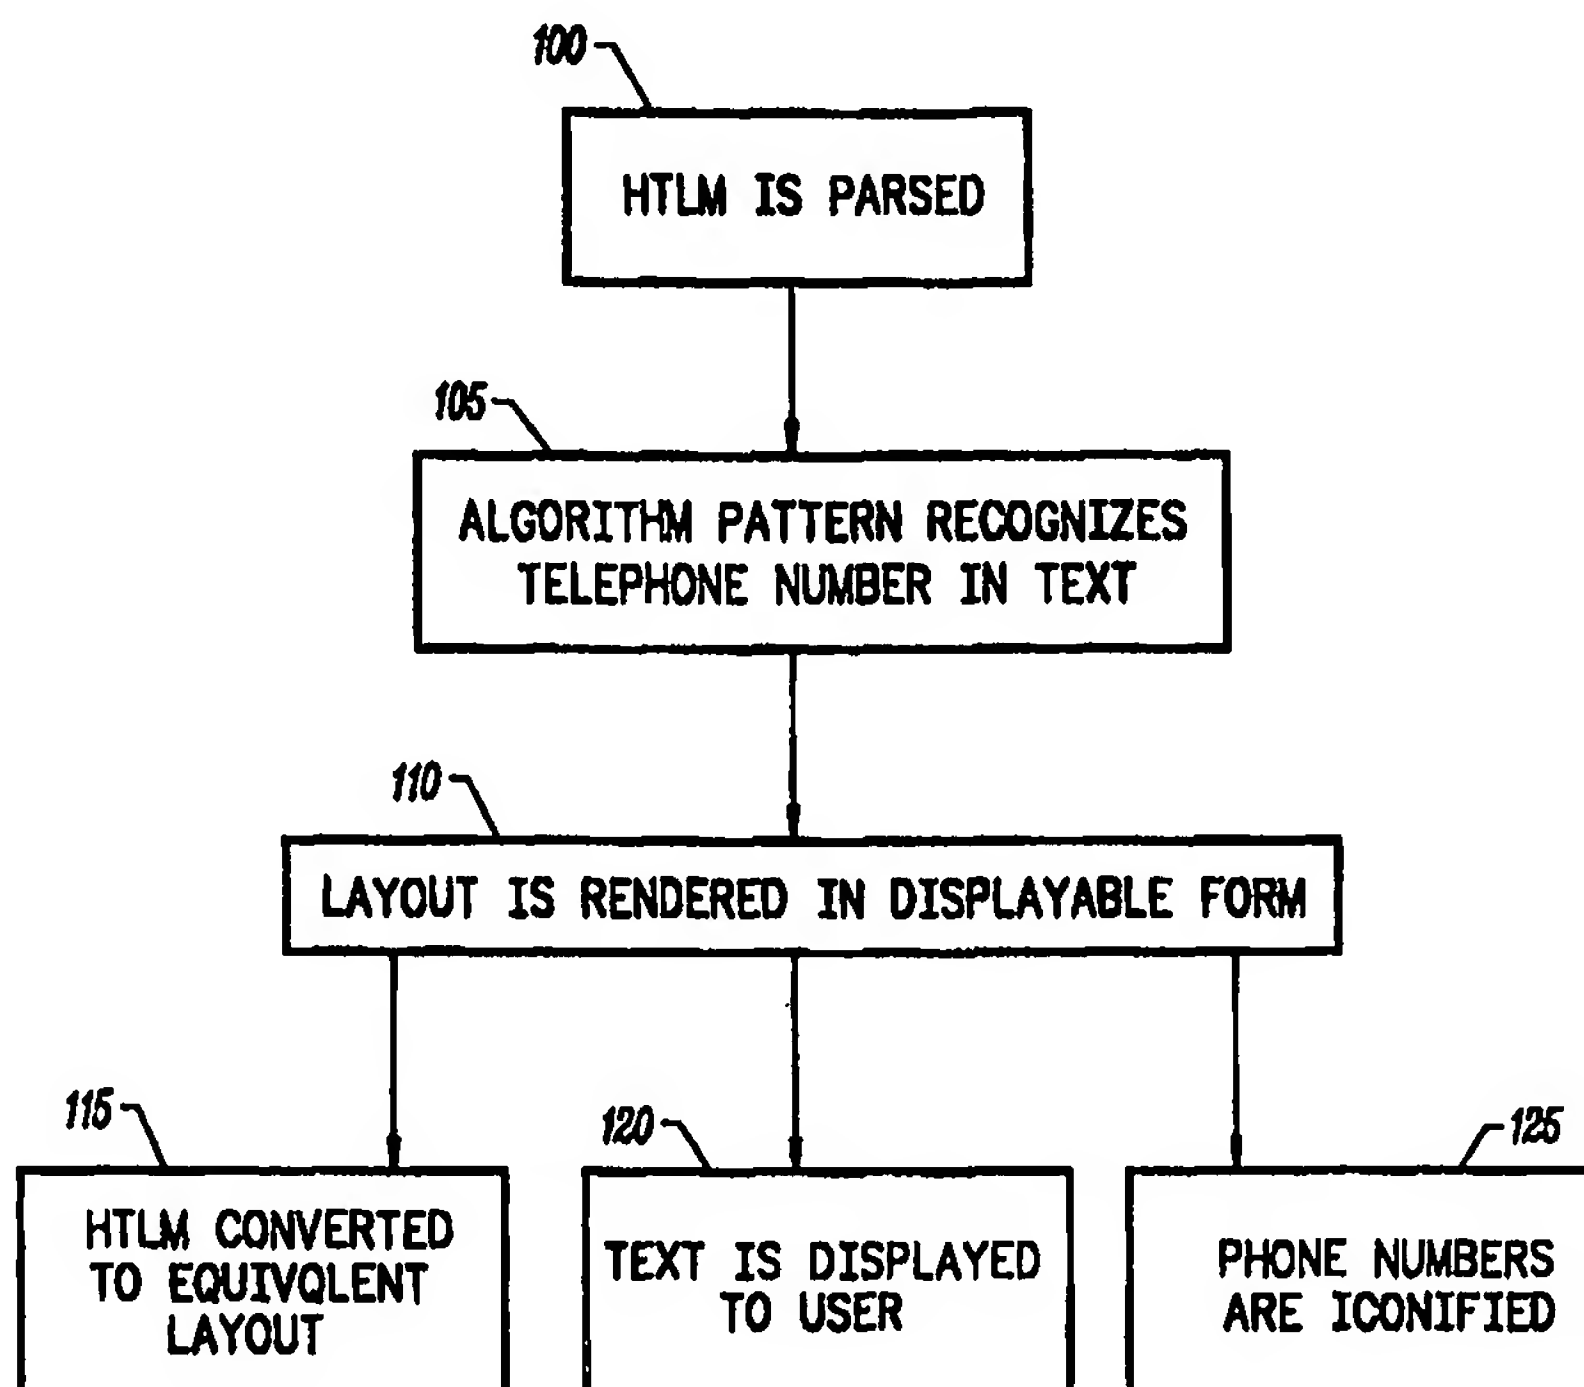 100
HTLM IS PARSED
105
ALGORITHM PATTERN RECOGNIZES
TELEPHONE NUMBER IN TEXT
110
LAYOUT IS RENDERED IN DISPLAYABLE FORM
115
HTLM CONVERTED
TO EQUIVQLENT
LAYOUT
120
TEXT IS DISPLAYED
TO USER
125
PHONE NUMBERS
ARE ICONIFIED